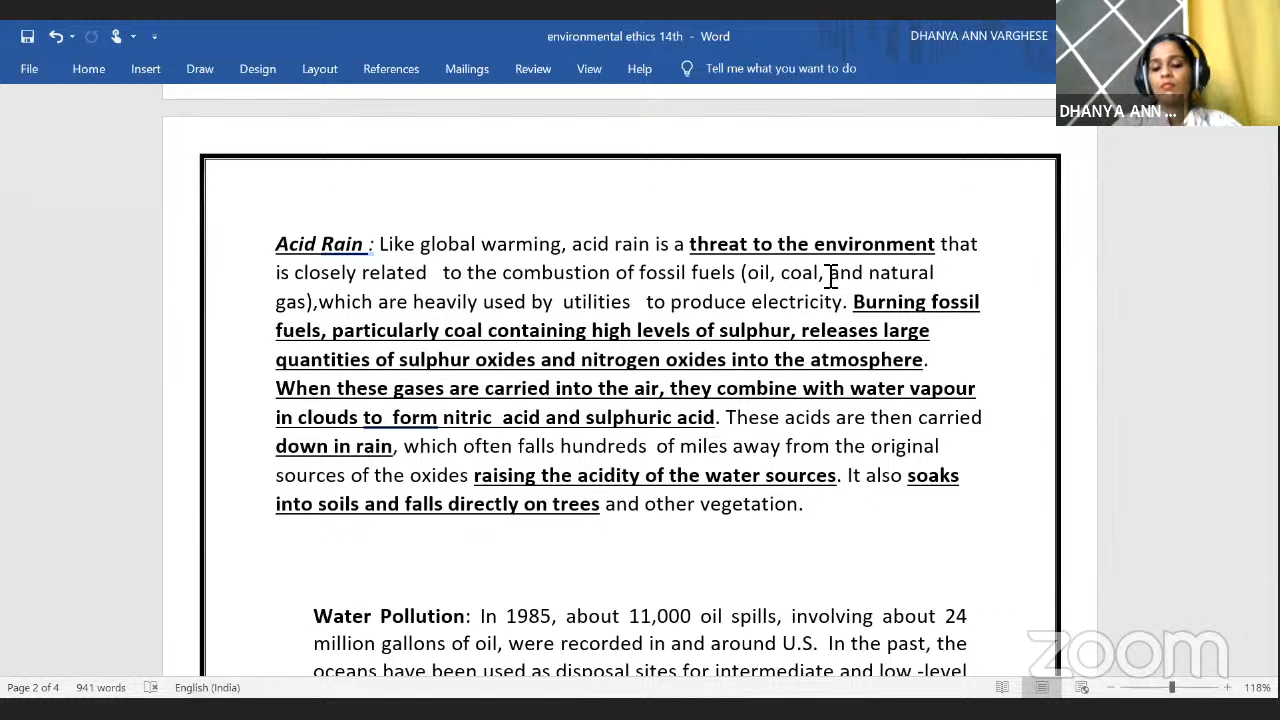 environmental ethics 14th - Word
DHANYA ANN VARGHESE
File Home Insert Draw Design Layout References Mailings Review View Help Tell me what you want to do
DHANYA ANN ...
Acid Rain : Like global warming, acid rain is a threat to the environment that
is closely related to the combustion of fossil fuels (oil, coal, and natural
gas),which are heavily used by utilities to produce electricity. Burning fossil
fuels, particularly coal containing high levels of sulphur, releases large
quantities of sulphur oxides and nitrogen oxides into the atmosphere.
When these gases are carried into the air, they combine with water vapour
in clouds to form nitric acid and sulphuric acid. These acids are then carried
down in rain, which often falls hundreds of miles away from the original
sources of the oxides raising the acidity of the water sources. It also soaks
into soils and falls directly on trees and other vegetation.
Water Pollution: In 1985, about 11,000 oil spills, involving about 24
million gallons of oil, were recorded in and around U.S. In the past, the
oceans have been used as disposal sites for intermediate and low -level
zoom
Page 2 of 4 941 words English (India) 118%